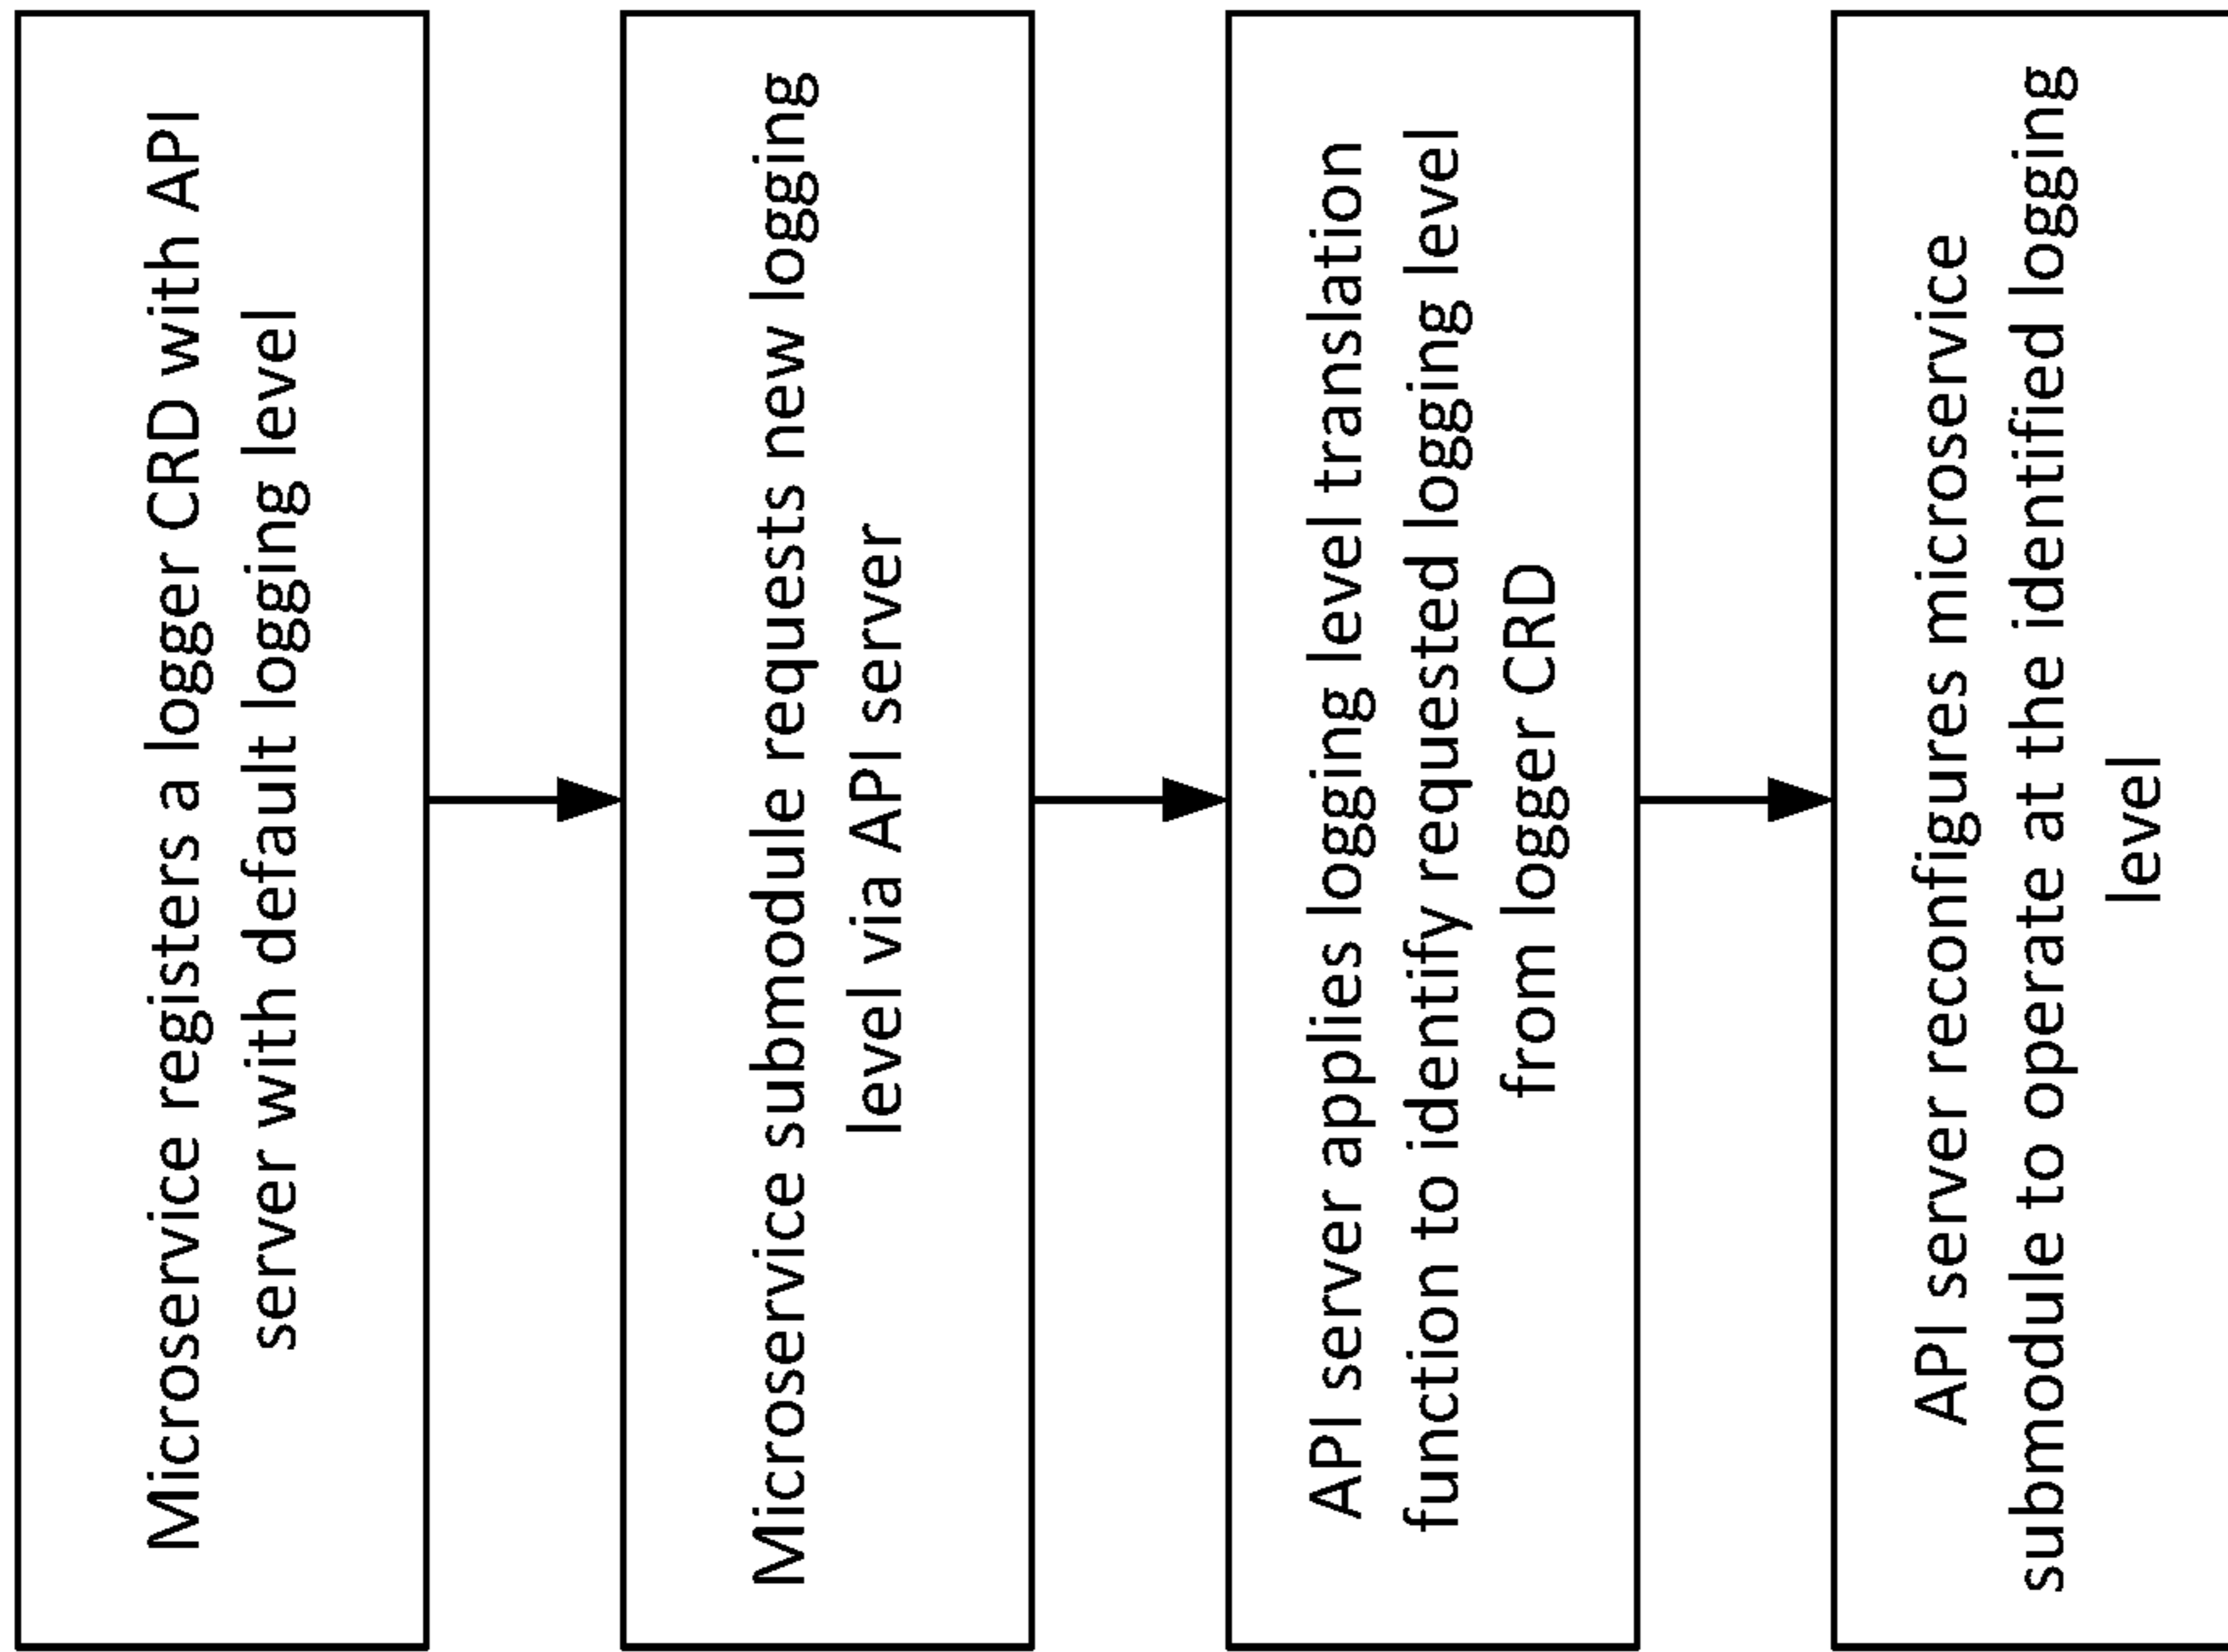 Microservice registers a logger CRD with API
server with default logging level
Microservice submodule requests new logging
level via API server
API server applies logging level translation
function to identify requested logging level
from logger CRD
API server reconfigures microservice
submodule to operate at the identified logging
level